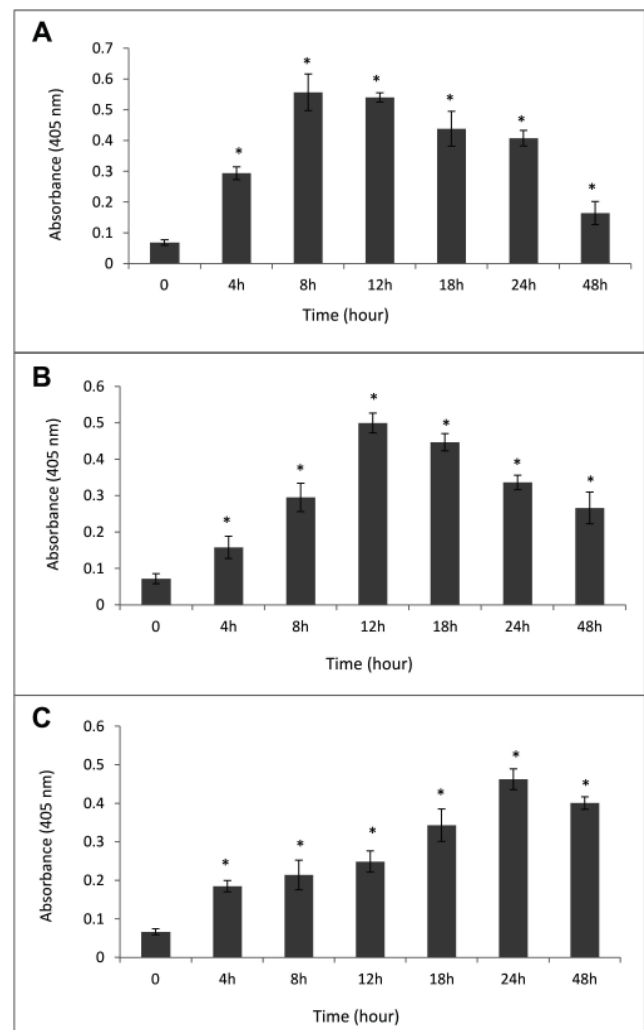 A
Absorbance (405 nm)
0.7
0.6
0.5
0.4
0.3
0.2
0.1
0
* * * * * *
0 4h 8h 12h 18h 24h 48h
Time (hour)
B
Absorbance (405 nm)
0.6
0.5
0.4
0.3
0.2
0.1
0
* * * * * *
0 4h 8h 12h 18h 24h 48h
Time (hour)
C
Absorbance (405 nm)
0.6
0.5
0.4
0.3
0.2
0.1
0
* * * * * *
0 4h 8h 12h 18h 24h 48h
Time (hour)